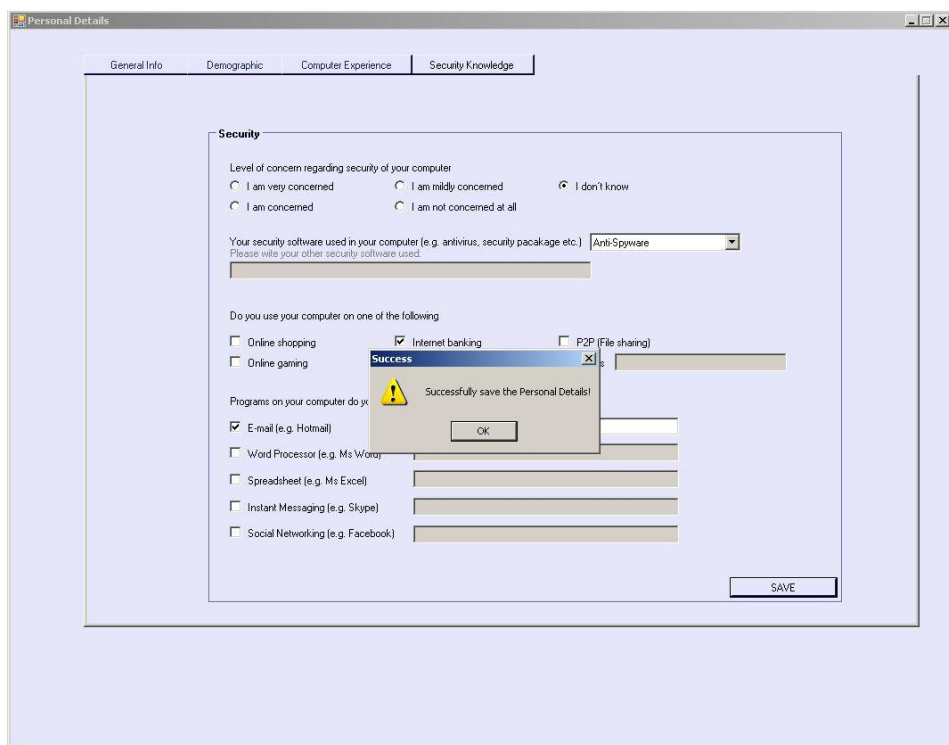 Personal Details
General Info Demographic Computer Experience Security Knowledge
Security
Level of concern regarding security of your computer
I am very concerned I am mildly concerned I don't know
I am concerned I am not concerned at all
Your security software used in your computer (e.g. antivirus, security pacakage etc.) Anti-Spyware
Please wite your other security software used:
Do you use your computer on one of the following
Online shopping Internet banking P2P (File sharing)
Online gaming
Success
Successfully save the Personal Details!
OK
Programs on your computer do
E-mail (e.g. Hotmail)
Word Processor (e.g. Ms Word)
Spreadsheet (e.g. Ms Excel)
Instant Messaging (e.g. Skype)
Social Networking (e.g. Facebook)
SAVE